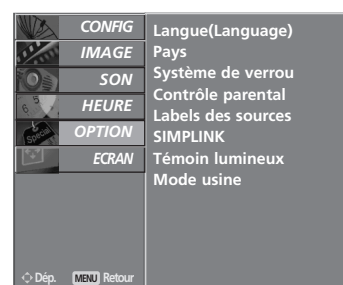 CONFIG
IMAGE
SON
HEURE
OPTION
ECRAN
Langue(Language)
Pays
Système de verrou
Contrôle parental
Labels des sources
SIMPLINK
Témoin lumineux
Mode usine
Special
Dép. MENU Retour